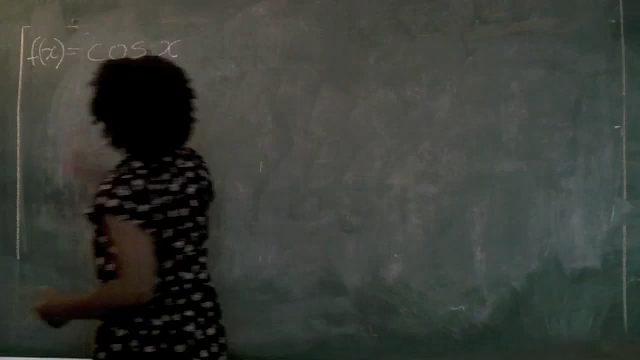 f(x) = cos x